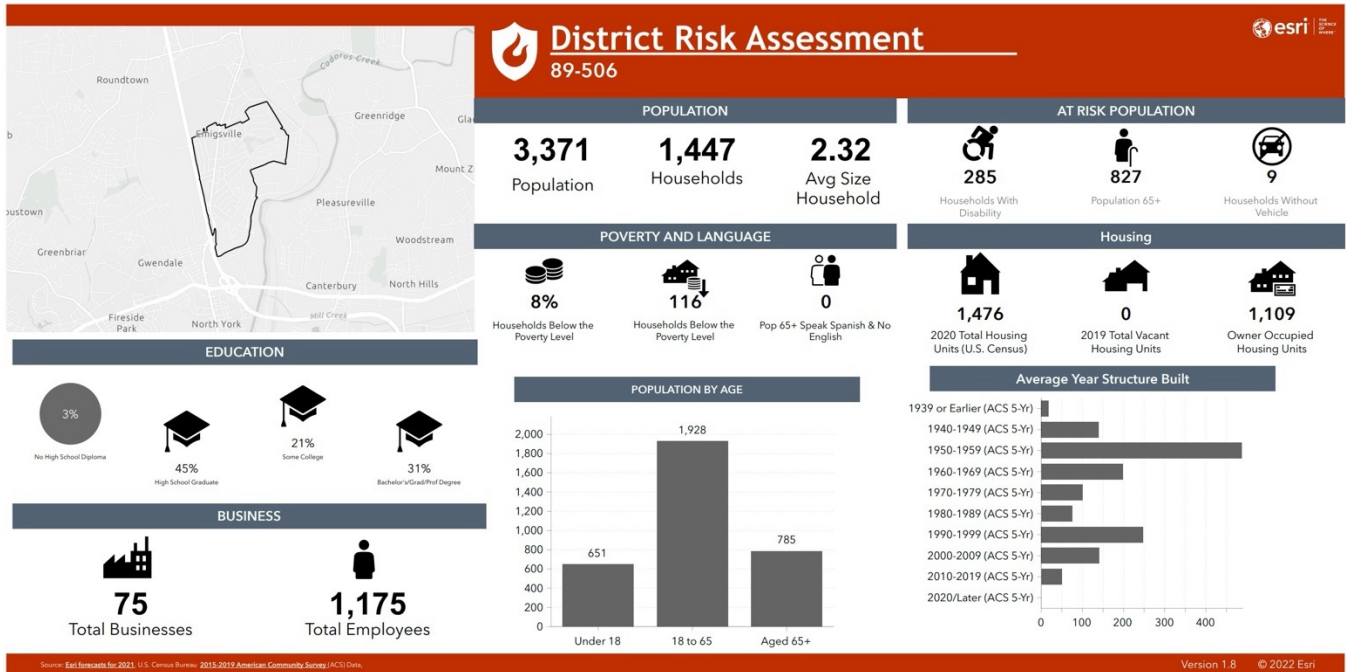 District Risk Assessment
89-506
esri
THE
SCIENCE
OF
WHERE
Roundtown
Codorus Creek
Greenridge
Gla
Emigsville
b
Mount Z
oustown
Pleasureville
Woodstream
Greenbriar
Gwendale
Canterbury
North Hills
Fireside
Park
North York
Mill Creek
POPULATION
3,371
Population
1,447
Households
2.32
Avg Size
Household
AT RISK POPULATION
285
Households With
Disability
827
Population 65+
9
Households Without
Vehicle
POVERTY AND LANGUAGE
8%
Households Below the
Poverty Level
116
Households Below the
Poverty Level
0
Pop 65+ Speak Spanish & No
English
Housing
1,476
2020 Total Housing
Units (U.S. Census)
0
2019 Total Vacant
Housing Units
1,109
Owner Occupied
Housing Units
EDUCATION
3%
No High School Diploma
45%
High School Graduate
21%
Some College
31%
Bachelor's/Grad/Prof Degree
BUSINESS
75
Total Businesses
1,175
Total Employees
POPULATION BY AGE
2,000
1,800
1,600
1,400
1,200
1,000
800
600
400
200
0
651
1,928
785
Under 18
18 to 65
Aged 65+
Average Year Structure Built
1939 or Earlier (ACS 5-Yr)
1940-1949 (ACS 5-Yr)
1950-1959 (ACS 5-Yr)
1960-1969 (ACS 5-Yr)
1970-1979 (ACS 5-Yr)
1980-1989 (ACS 5-Yr)
1990-1999 (ACS 5-Yr)
2000-2009 (ACS 5-Yr)
2010-2019 (ACS 5-Yr)
2020/Later (ACS 5-Yr)
0 100 200 300 400
Source: Esri forecasts for 2021, U.S. Census Bureau 2015-2019 American Community Survey (ACS) Data,
Version 1.8 © 2022 Esri